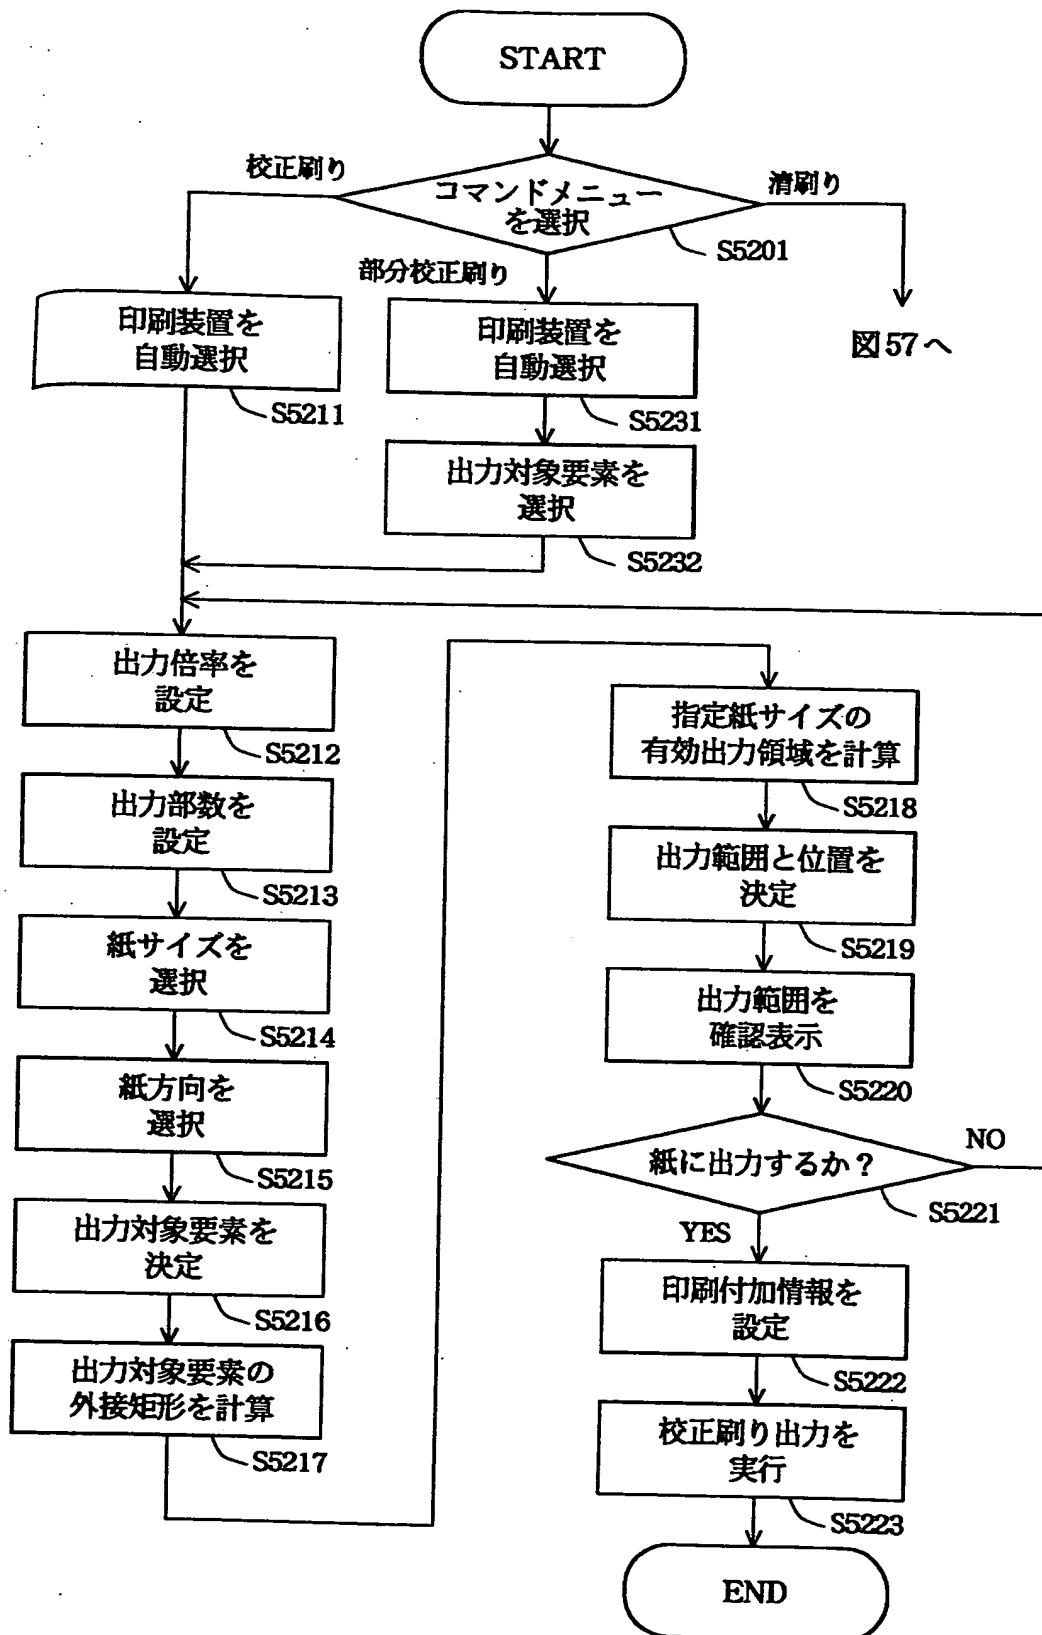 START
校正刷り
コマンドメニュー
を選択
清刷り
S5201
部分校正刷り
印刷装置を
自動選択
S5211
印刷装置を
自動選択
S5231
図57へ
出力対象要素を
選択
S5232
出力倍率を
設定
S5212
出力部数を
設定
S5213
紙サイズを
選択
S5214
紙方向を
選択
S5215
出力対象要素を
決定
S5216
出力対象要素の
外接矩形を計算
S5217
指定紙サイズの
有効出力領域を計算
S5218
出力範囲と位置を
決定
S5219
出力範囲を
確認表示
S5220
紙に出力するか？
NO
S5221
YES
印刷付加情報を
設定
S5222
校正刷り出力を
実行
S5223
END